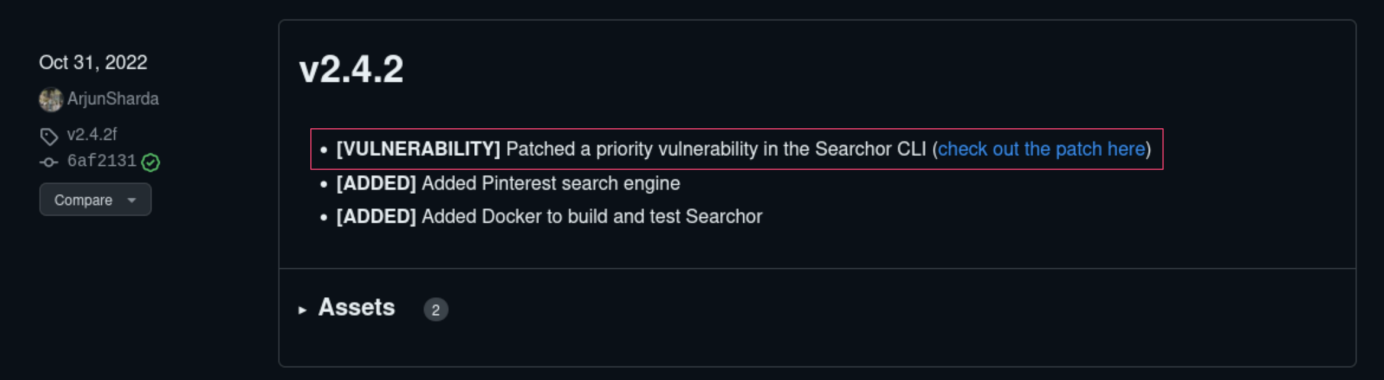 Oct 31, 2022
ArjunSharda
v2.4.2f
6af2131
Compare
v2.4.2
• [VULNERABILITY] Patched a priority vulnerability in the Searchor CLI (check out the patch here)
• [ADDED] Added Pinterest search engine
• [ADDED] Added Docker to build and test Searchor
Assets 2